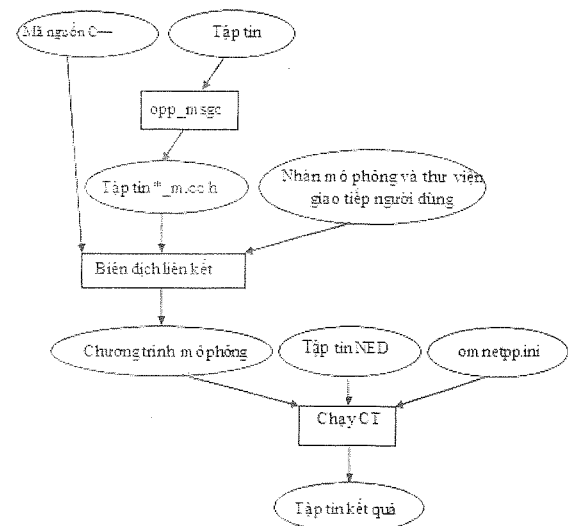 Mã nguồn C—
Tập tin
opp_msgc
Tập tin *_m.cc h
Nhân mô phỏng và thư viện
giao tiếp người dùng
Biên dịch liên kết
Chương trình mô phỏng
Tập tin NED
omnetpp.ini
Chạy CT
Tập tin kết quả